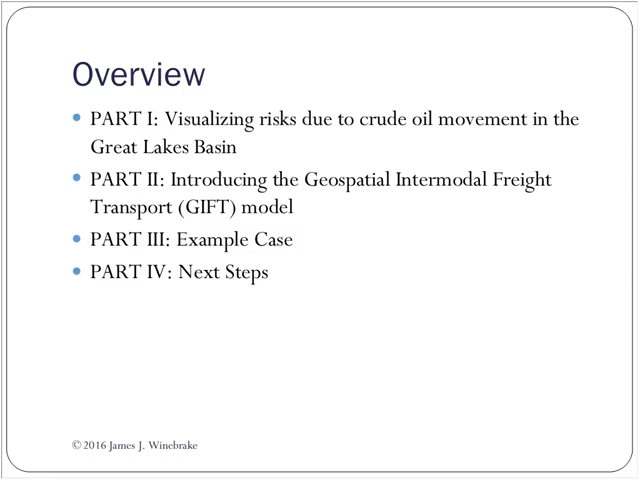 Overview
• PART I: Visualizing risks due to crude oil movement in the
Great Lakes Basin
• PART II: Introducing the Geospatial Intermodal Freight
Transport (GIFT) model
• PART III: Example Case
• PART IV: Next Steps
© 2016 James J. Winebrake